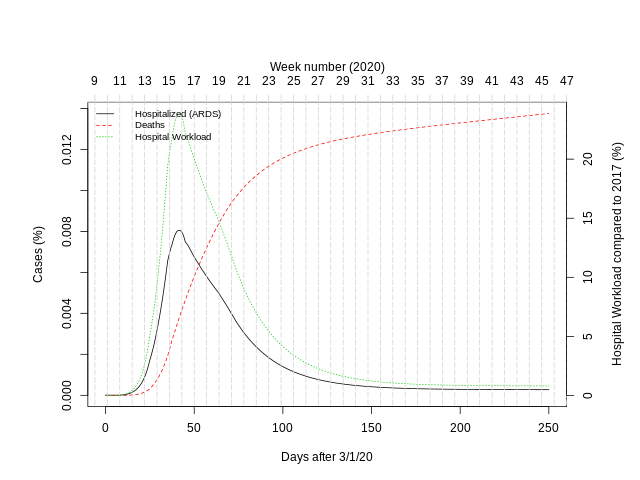 Week number (2020)
9 11 13 15 17 19 21 23 25 27 29 31 33 35 37 39 41 43 45 47
Hospitalized (ARDS)
Deaths
Hospital Workload
Cases (%)
0.000 0.004 0.008 0.012
Hospital Workload compared to 2017 (%)
0 5 10 15 20
0 50 100 150 200 250
Days after 3/1/20